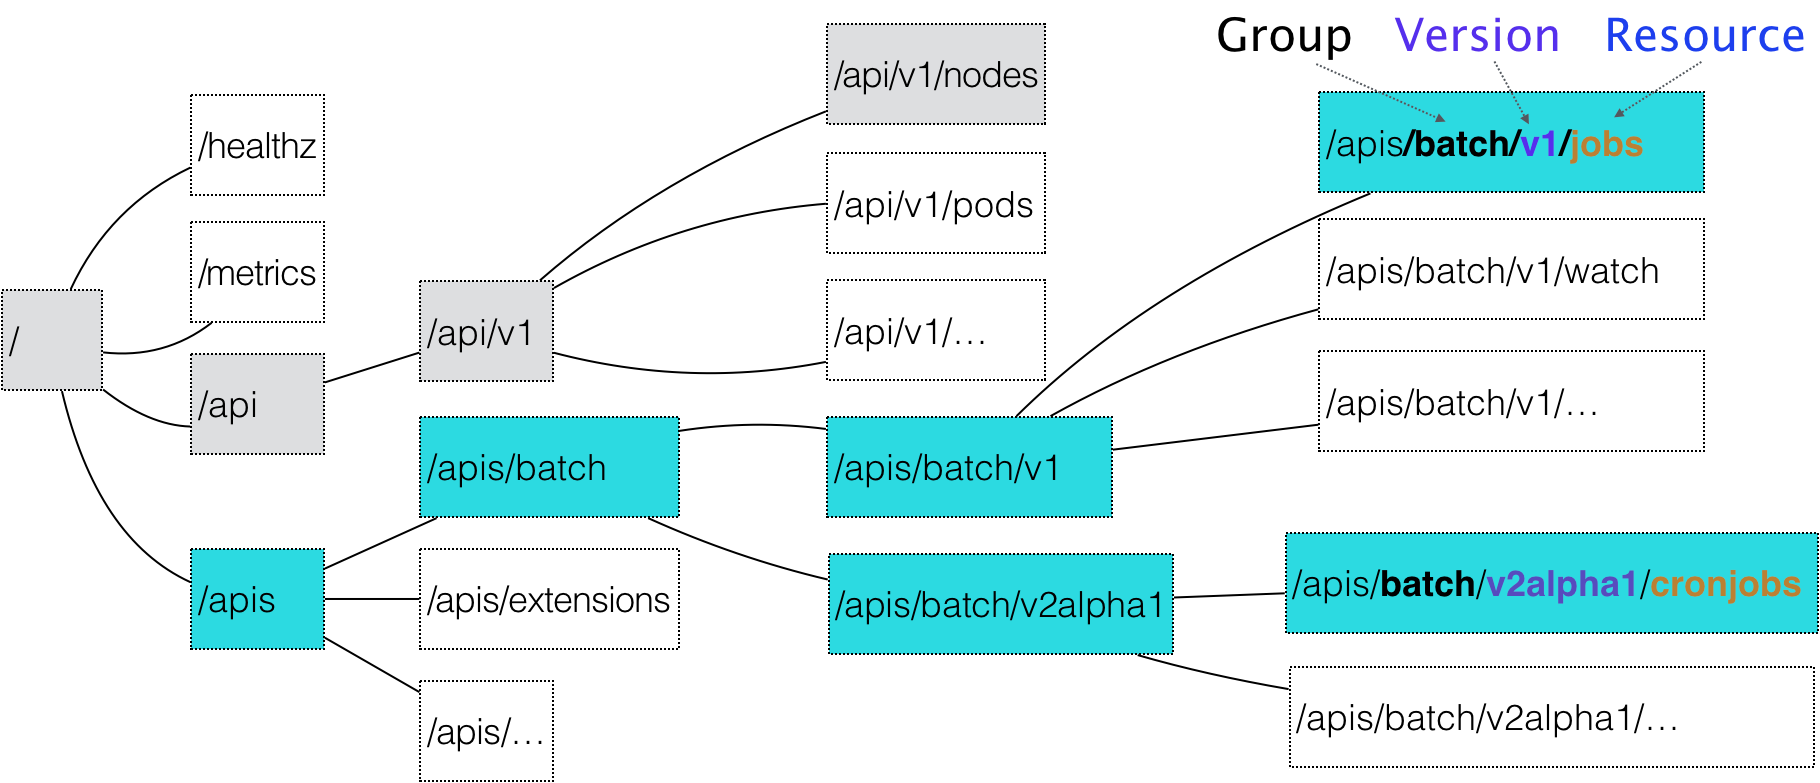 Group Version Resource
/
/healthz
/metrics
/api
/apis
/api/v1
/apis/batch
/apis/extensions
/apis/...
/api/v1/nodes
/api/v1/pods
/api/v1/...
/apis/batch/v1
/apis/batch/v2alpha1
/apis/batch/v1/jobs
/apis/batch/v1/watch
/apis/batch/v1/...
/apis/batch/v2alpha1/cronjobs
/apis/batch/v2alpha1/...